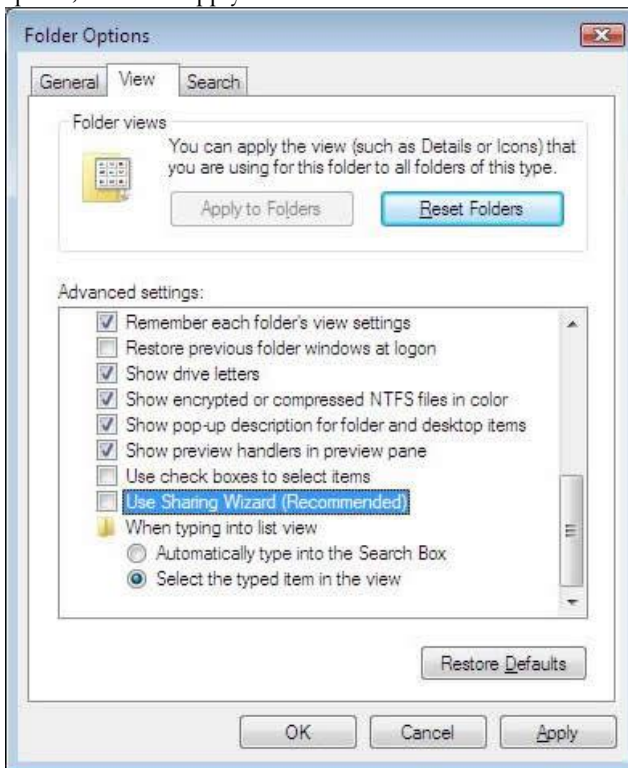 Folder Options
General View Search
Folder views
You can apply the view (such as Details or Icons) that
you are using for this folder to all folders of this type.
Apply to Folders Reset Folders
Advanced settings:
Remember each folder's view settings
Restore previous folder windows at logon
Show drive letters
Show encrypted or compressed NTFS files in color
Show pop-up description for folder and desktop items
Show preview handlers in preview pane
Use check boxes to select items
Use Sharing Wizard (Recommended)
When typing into list view
Automatically type into the Search Box
Select the typed item in the view
Restore Defaults
OK Cancel Apply